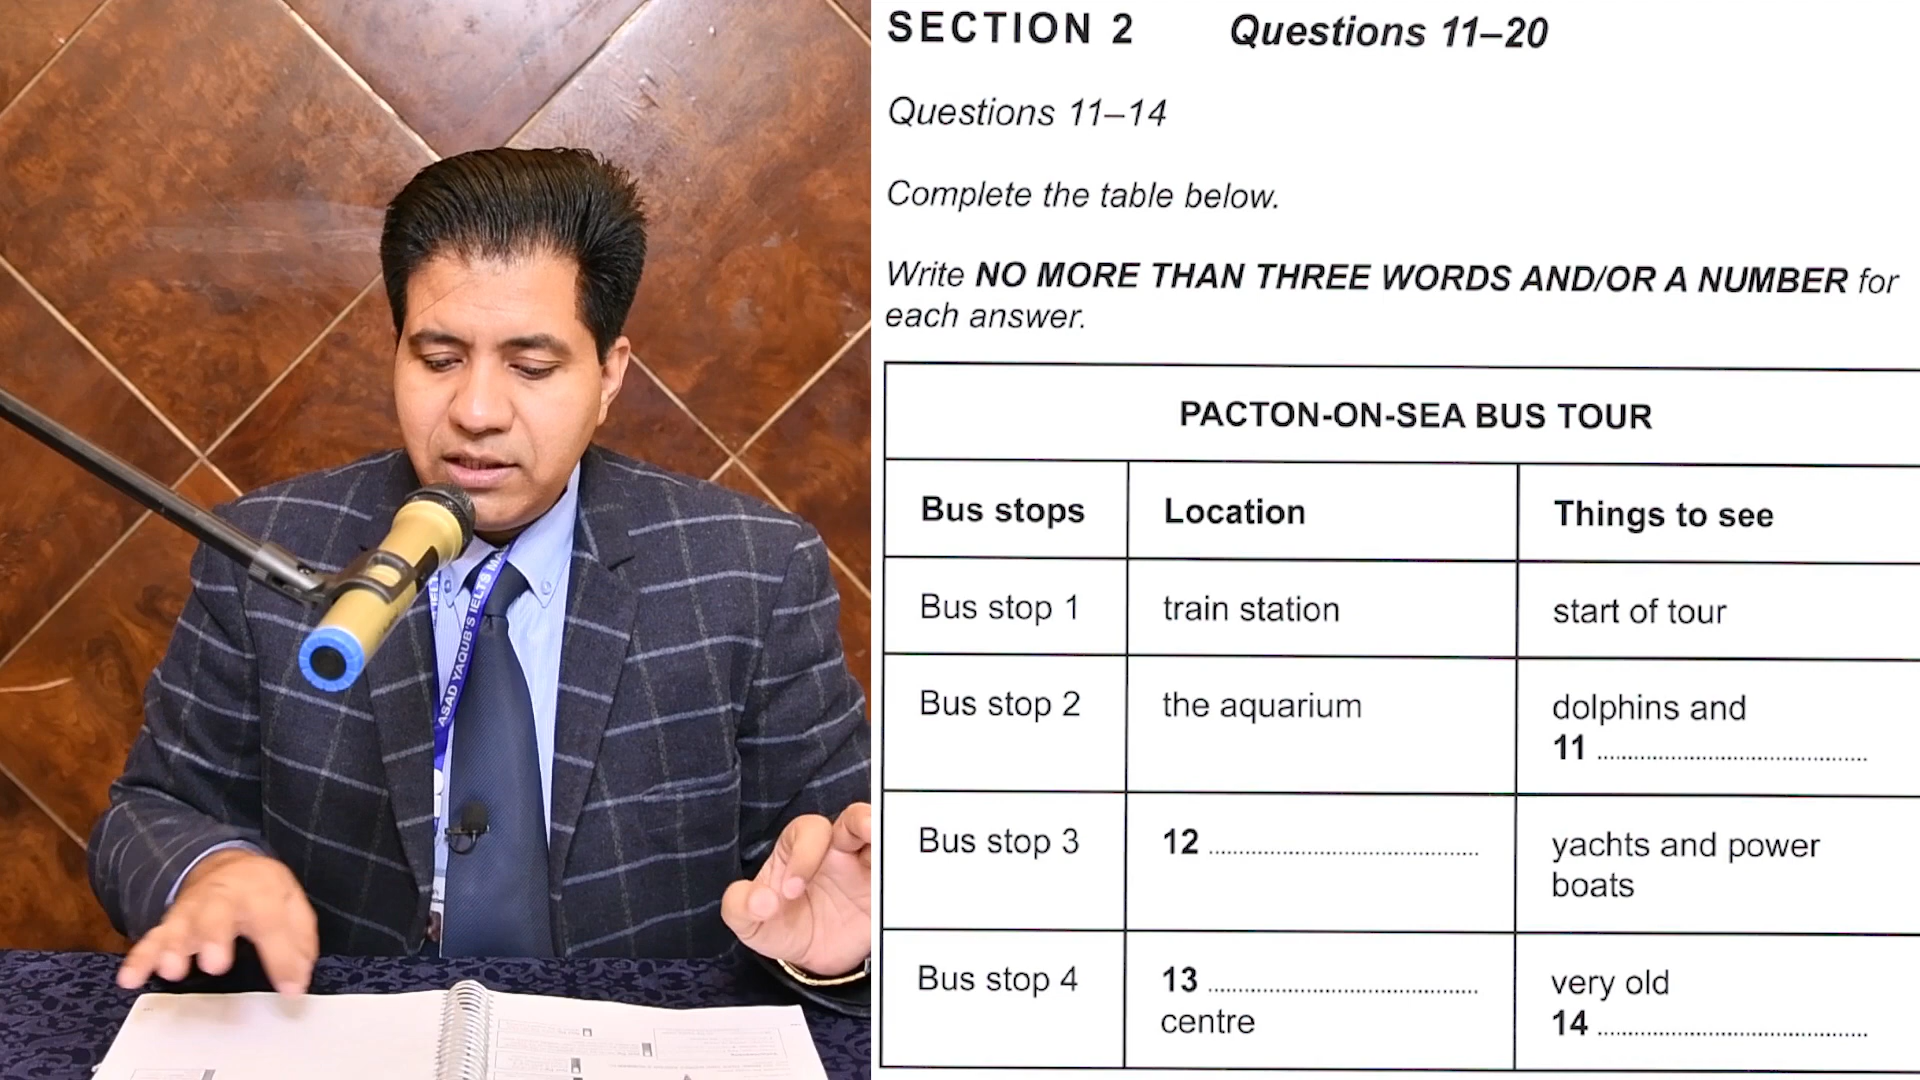 SECTION 2 Questions 11–20
Questions 11–14
Complete the table below.
Write NO MORE THAN THREE WORDS AND/OR A NUMBER for
each answer.
PACTON-ON-SEA BUS TOUR
Bus stops Location Things to see
Bus stop 1 train station start of tour
Bus stop 2 the aquarium dolphins and
11 ............................................
Bus stop 3 12 ............................................ yachts and power
boats
Bus stop 4 13 ............................................ very old
centre 14 ............................................
ASAD YAQUB'S IELTS